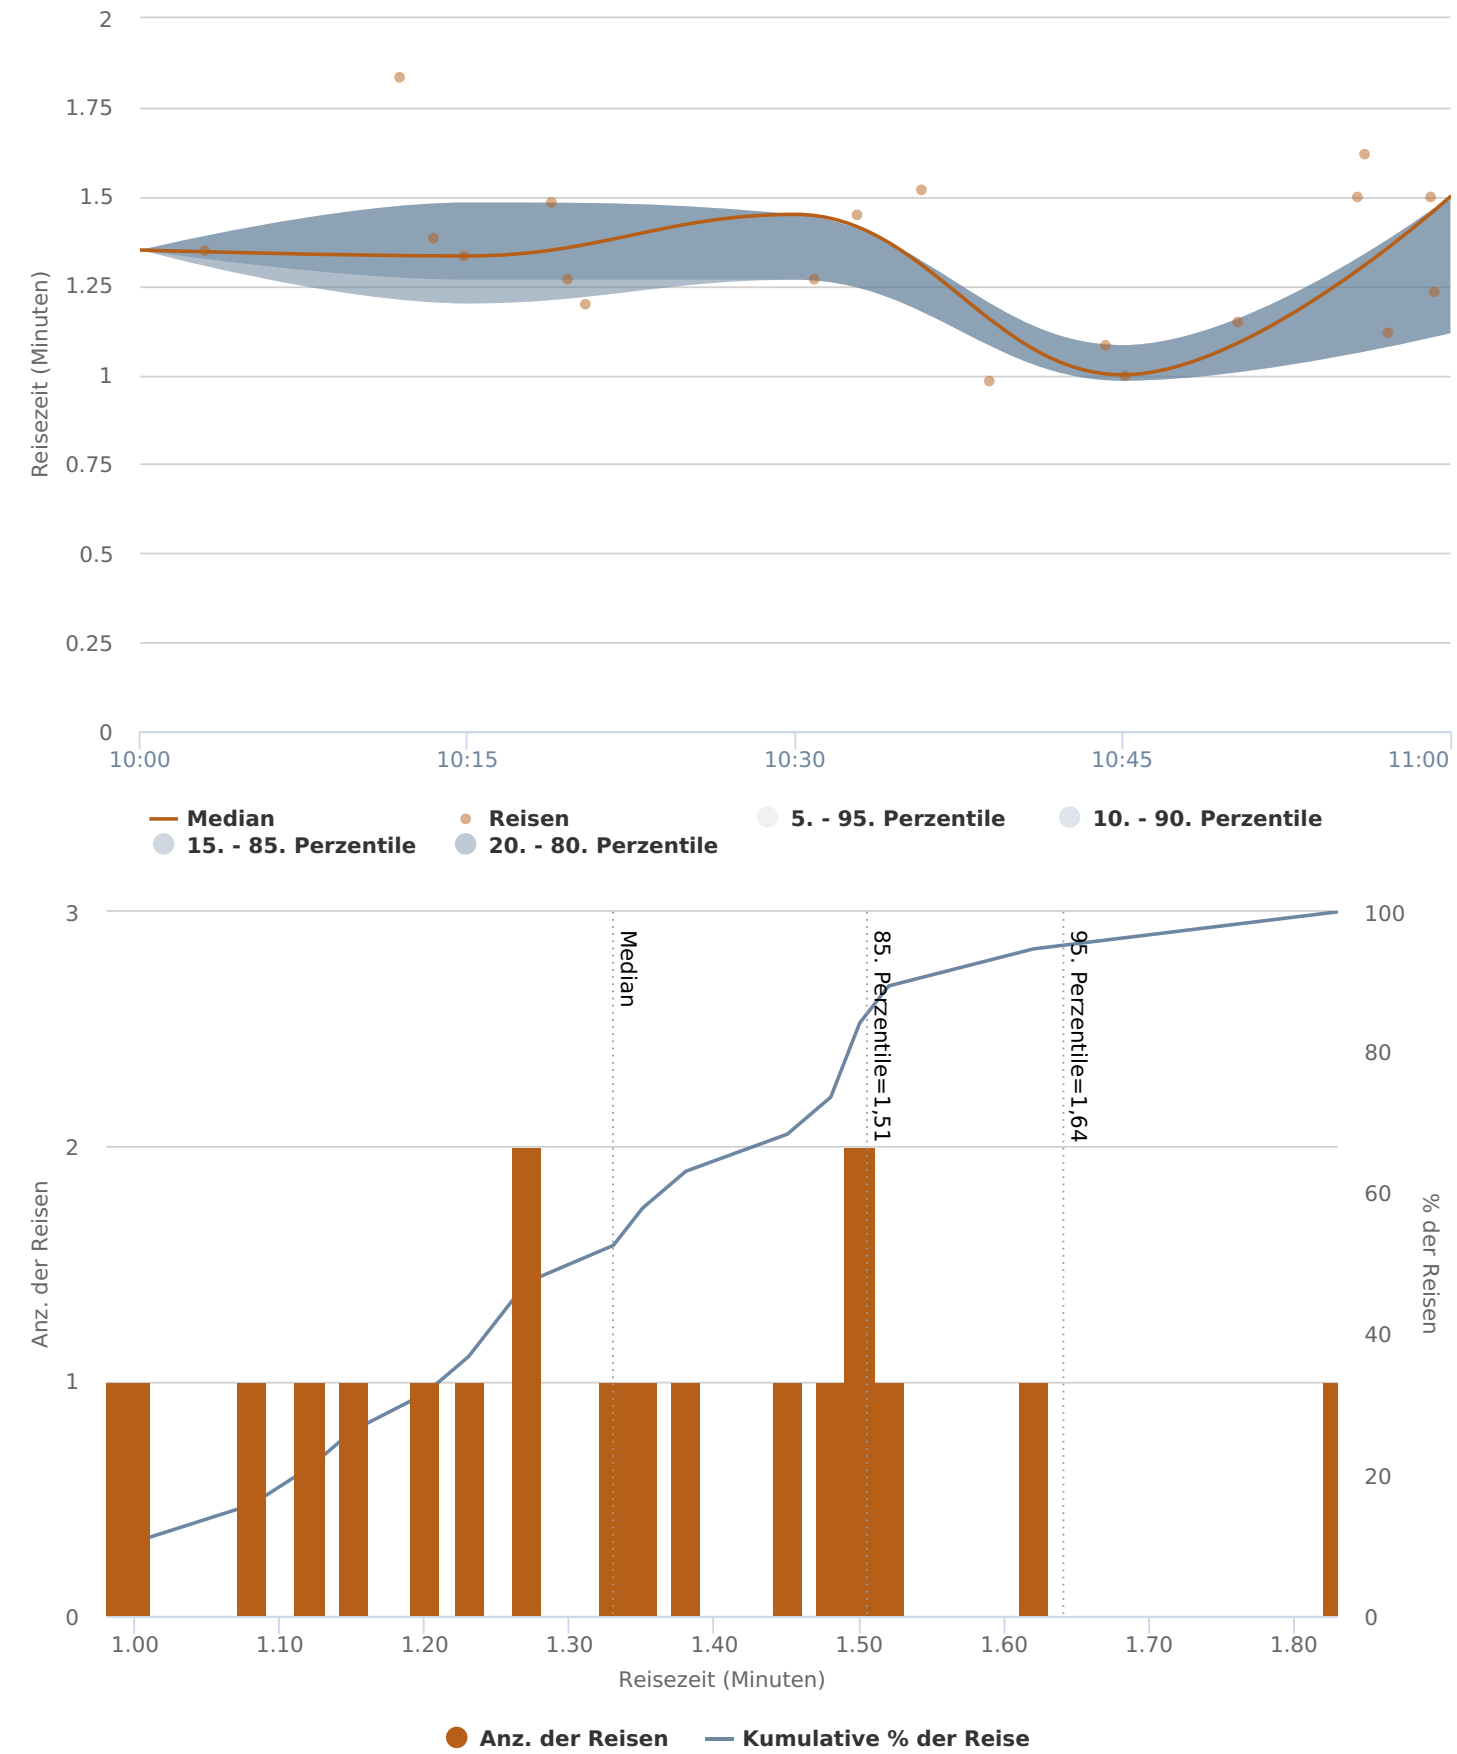 2
1.75
1.5
1.25
1
0.75
0.5
0.25
0
Reisezeit (Minuten)
10:00 10:15 10:30 10:45 11:00
Median Reisen 5. - 95. Perzentile 10. - 90. Perzentile
15. - 85. Perzentile 20. - 80. Perzentile
3
2
1
0
Anz. der Reisen
Median
85. Perzentile=1,51
95. Perzentile=1,64
100
80
60
40
20
0
% der Reisen
1.00 1.10 1.20 1.30 1.40 1.50 1.60 1.70 1.80
Reisezeit (Minuten)
Anz. der Reisen Kumulative % der Reise